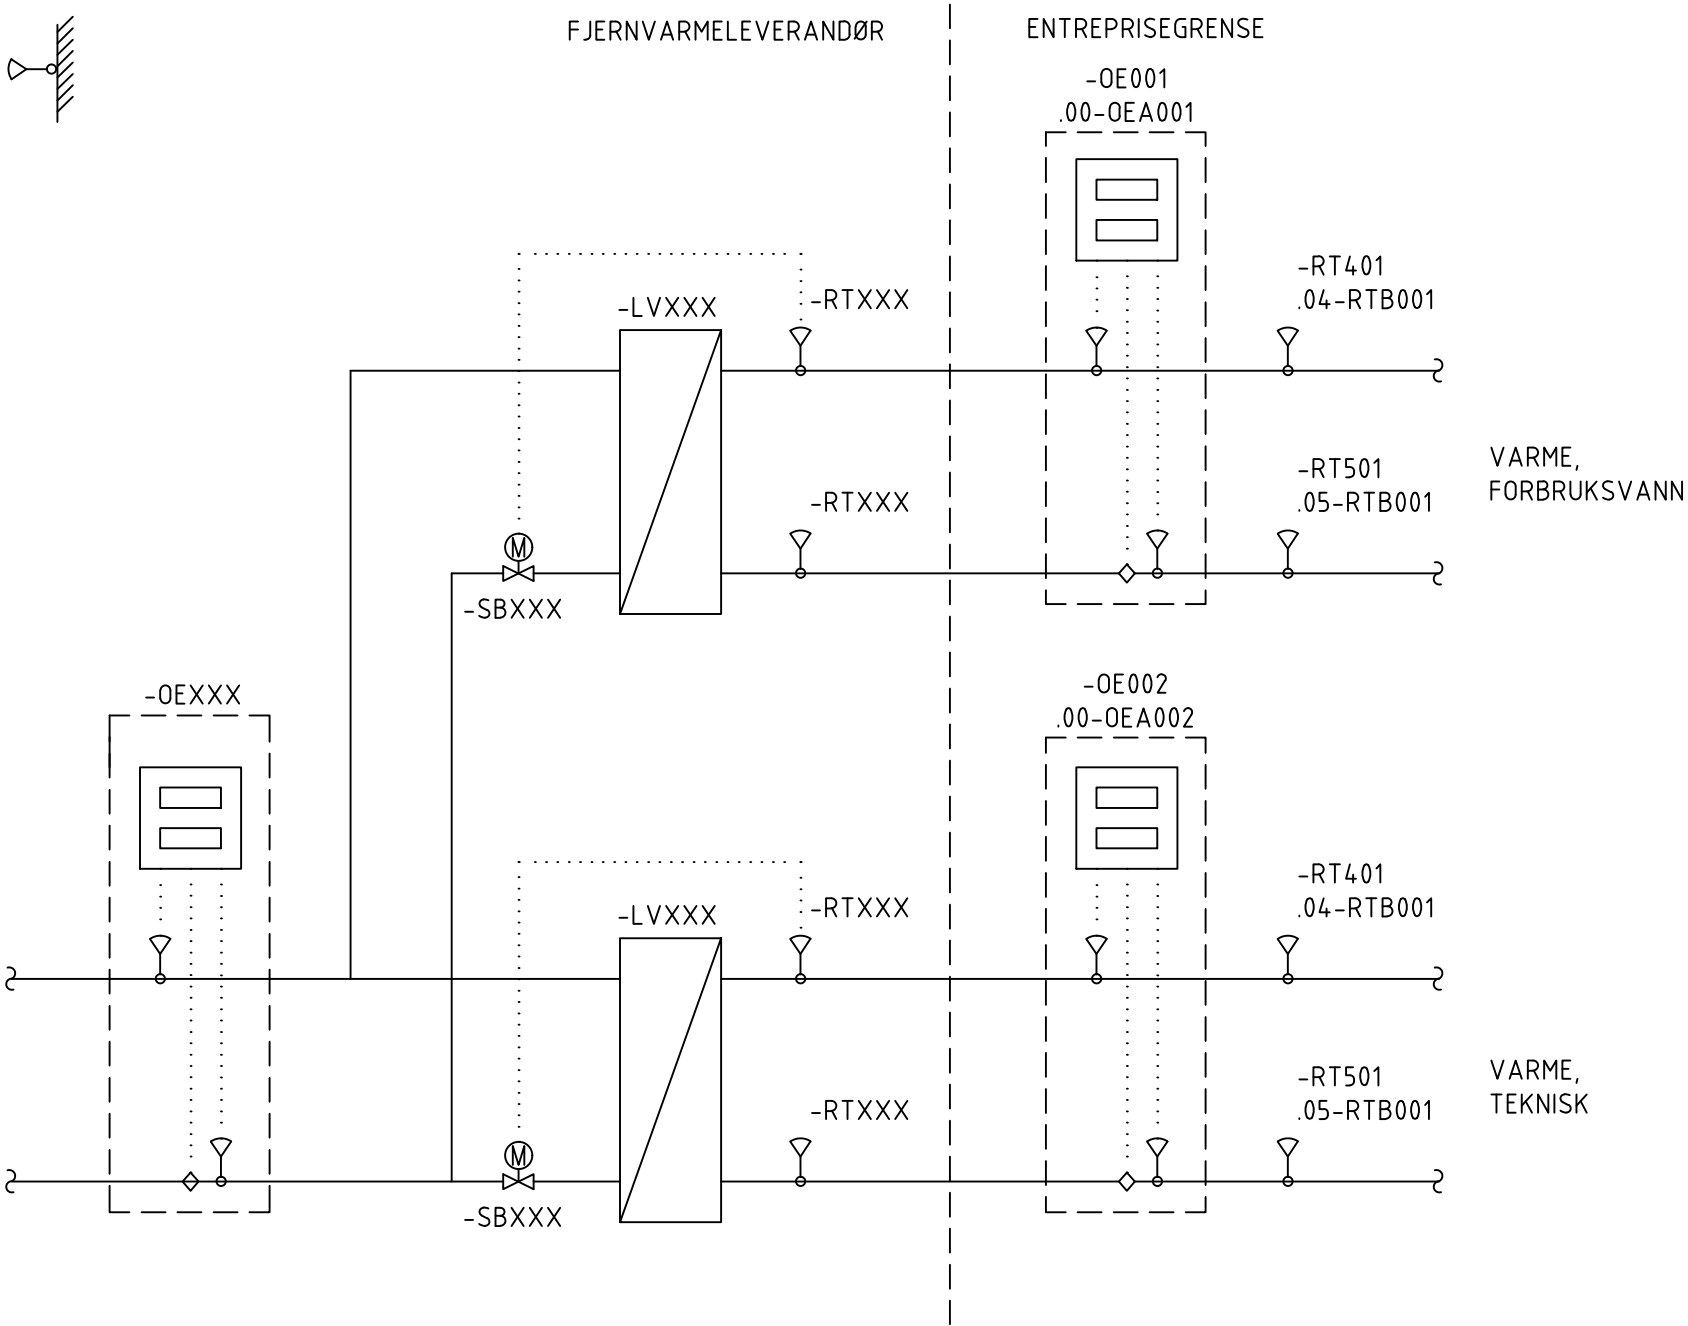 FJERNVARMELEVERANDØR
ENTREPRISEGRENSE
-OE001
.00-OEA001
-RT401
.04-RTB001
-RTXXX
-LVXXX
VARME,
FORBRUKSVANN
-RT501
.05-RTB001
-RTXXX
M
-SBXXX
-OEXXX
-OE002
.00-OEA002
-RT401
.04-RTB001
-RTXXX
-LVXXX
VARME,
TEKNISK
-RT501
.05-RTB001
-RTXXX
M
-SBXXX